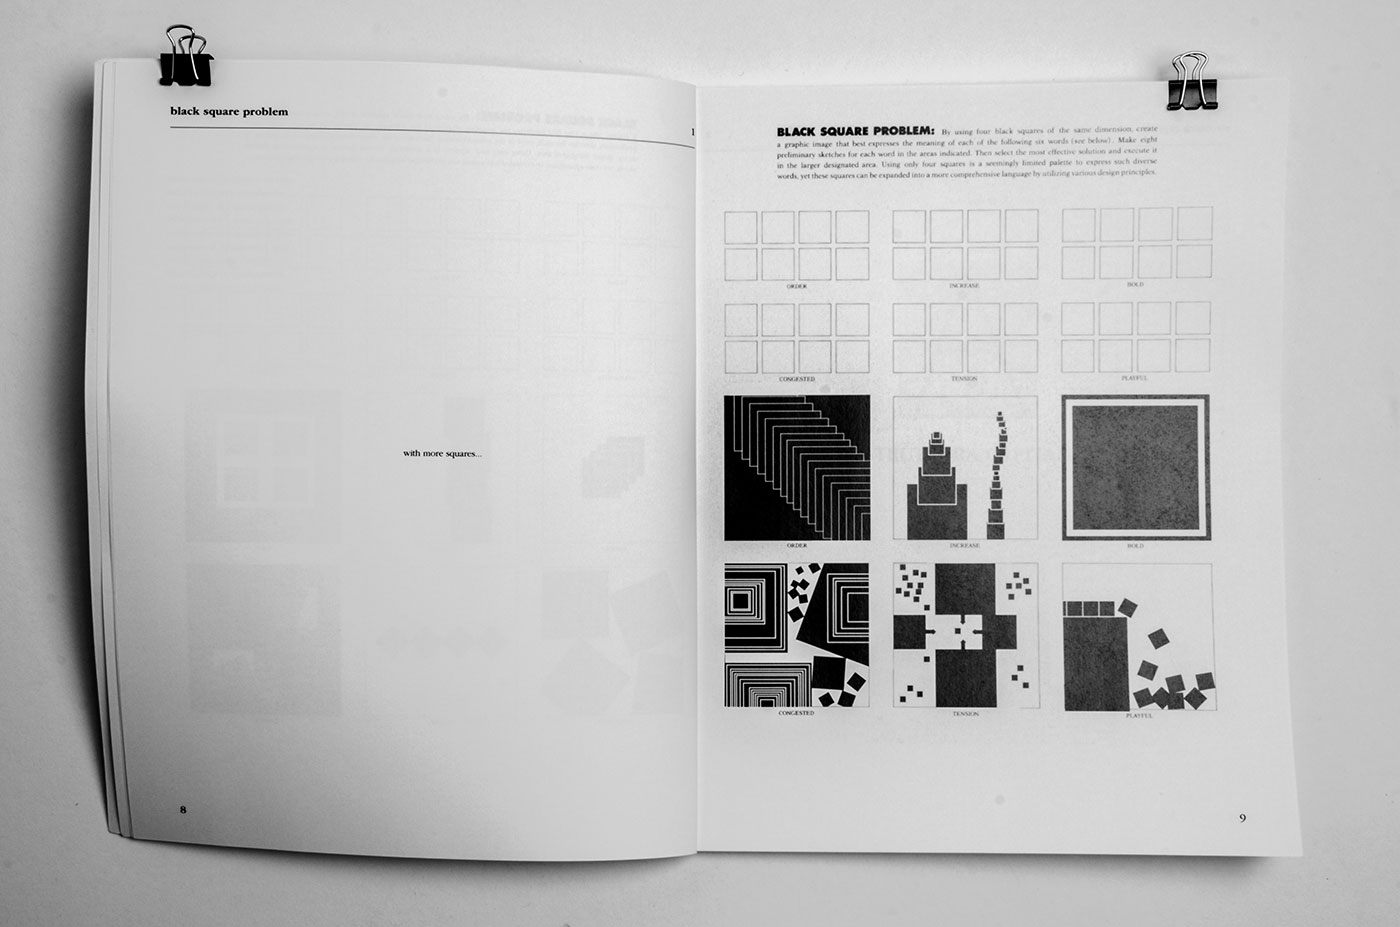 black square problem
1
with more squares...
8
BLACK SQUARE PROBLEM: By using four black squares of the same dimension, create
a graphic image that best expresses the meaning of each of the following six words (see below). Make eight
preliminary sketches for each word in the areas indicated. Then select the most effective solution and execute it
in the larger designated area. Using only four squares is a seemingly limited palette to express such diverse
words, yet these squares can be expanded into a more comprehensive language by utilizing various design principles.
ORDER INCREASE BOLD
CONGESTED TENSION PLAYFUL
ORDER INCREASE BOLD
CONGESTED TENSION PLAYFUL
9